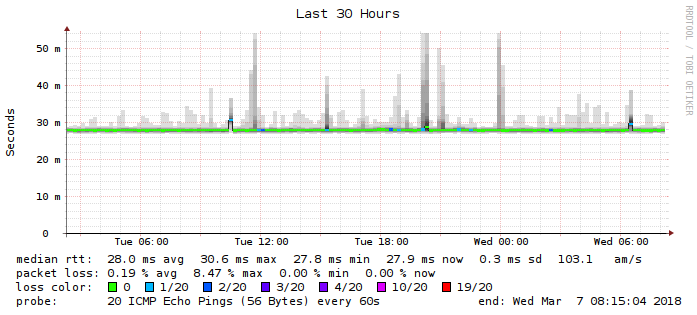 Last 30 Hours
RRDTOOL / TOBI OETIKER
Seconds
50 m
40 m
30 m
20 m
10 m
0
Tue 06:00 Tue 12:00 Tue 18:00 Wed 00:00 Wed 06:00
median rtt: 28.0 ms avg 30.6 ms max 27.8 ms min 27.9 ms now 0.3 ms sd 103.1 am/s
packet loss: 0.19 % avg 8.47 % max 0.00 % min 0.00 % now
loss color: 0 1/20 2/20 3/20 4/20 10/20 19/20
probe: 20 ICMP Echo Pings (56 Bytes) every 60s end: Wed Mar 7 08:15:04 2018